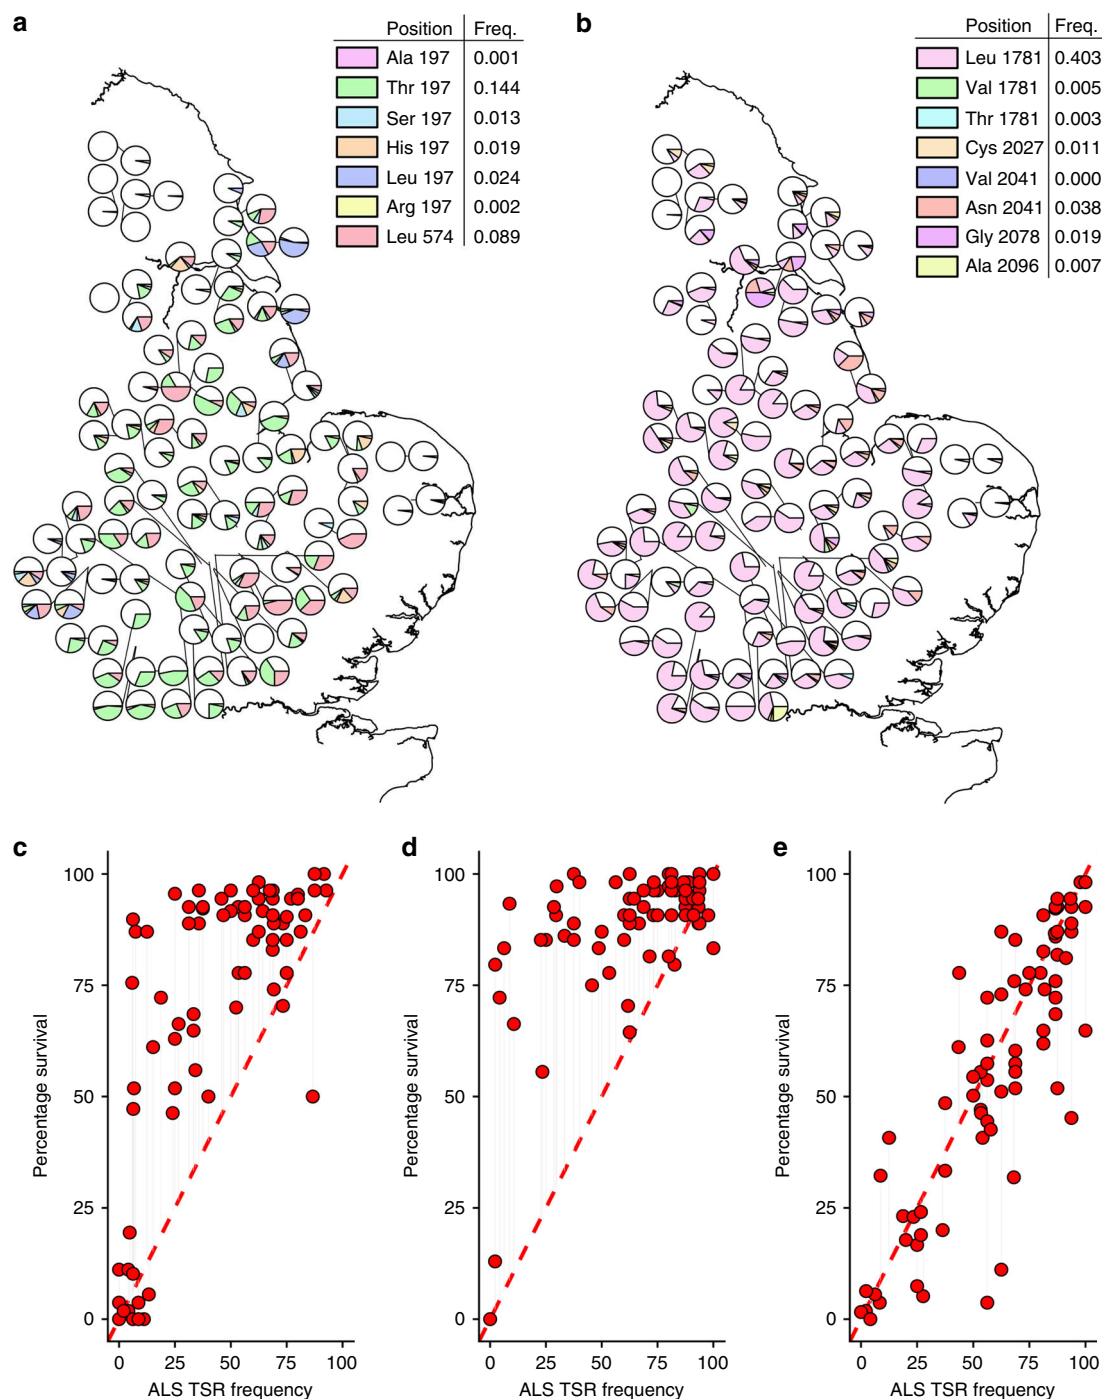 a
Position Freq.
Ala 197 0.001
Thr 197 0.144
Ser 197 0.013
His 197 0.019
Leu 197 0.024
Arg 197 0.002
Leu 574 0.089
b
Position Freq.
Leu 1781 0.403
Val 1781 0.005
Thr 1781 0.003
Cys 2027 0.011
Val 2041 0.000
Asn 2041 0.038
Gly 2078 0.019
Ala 2096 0.007
c
Percentage survival
100
75
50
25
0
0 25 50 75 100
ALS TSR frequency
d
Percentage survival
100
75
50
25
0
0 25 50 75 100
ALS TSR frequency
e
Percentage survival
100
75
50
25
0
0 25 50 75 100
ALS TSR frequency